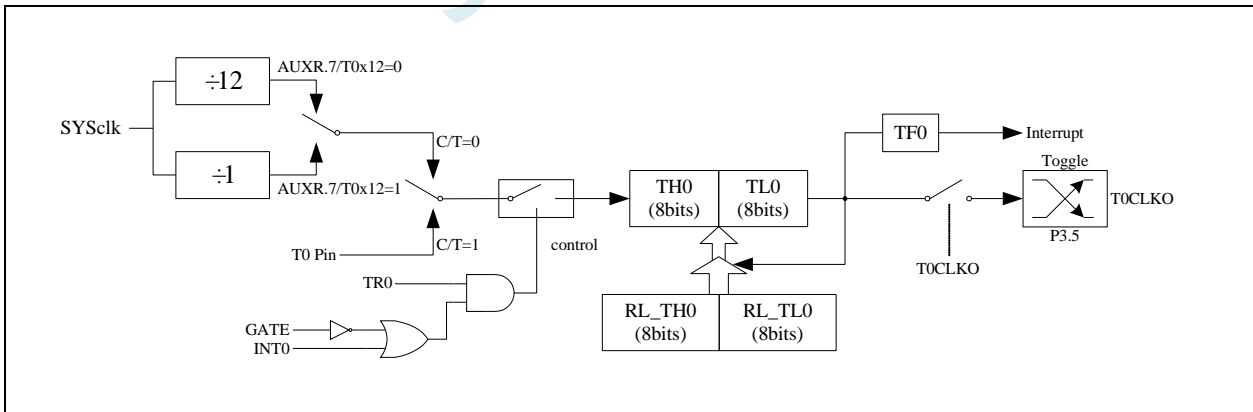 ÷12
AUXR.7/T0x12=0
SYSclk
÷1
AUXR.7/T0x12=1
C/T=0
T0 Pin
C/T=1
control
TR0
GATE
INT0
TH0
(8bits)
TL0
(8bits)
RL_TH0
(8bits)
RL_TL0
(8bits)
TF0
Interrupt
Toggle
T0CLKO
P3.5
T0CLKO